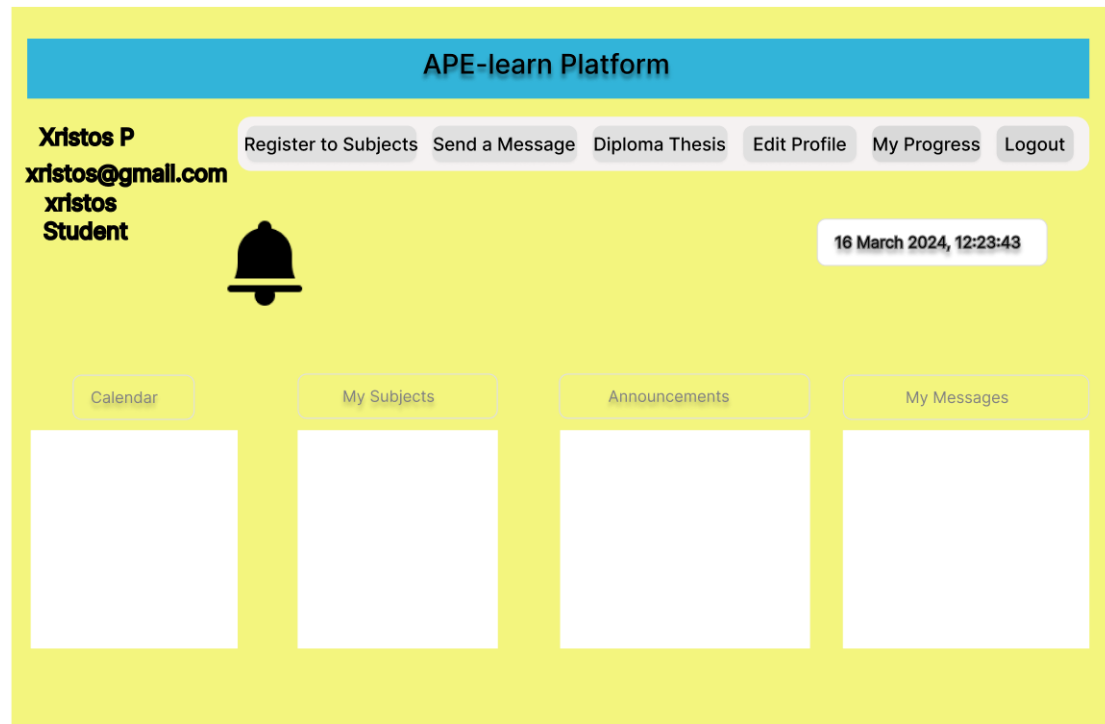 APE-learn Platform
Xristos P
xristos@gmail.com
xristos
Student
Register to Subjects Send a Message Diploma Thesis Edit Profile My Progress Logout
16 March 2024, 12:23:43
Calendar My Subjects Announcements My Messages